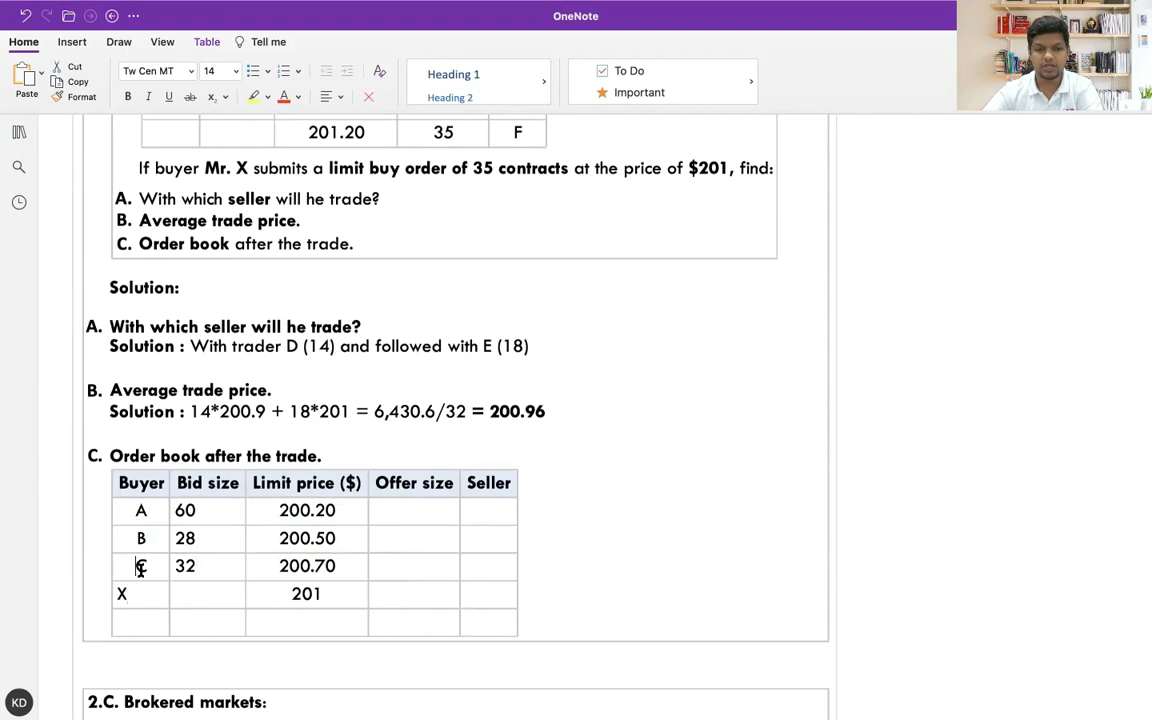 OneNote
Home Insert Draw View Table Tell me
Paste
Cut
Copy
Format
Tw Cen MT 14
B I U ab x₂ A
Heading 1
Heading 2
To Do
Important
201.20 35 F
If buyer Mr. X submits a limit buy order of 35 contracts at the price of $201, find:
A. With which seller will he trade?
B. Average trade price.
C. Order book after the trade.
Solution:
A. With which seller will he trade?
Solution : With trader D (14) and followed with E (18)
B. Average trade price.
Solution : 14*200.9 + 18*201 = 6,430.6/32 = 200.96
C. Order book after the trade.
Buyer Bid size Limit price ($) Offer size Seller
A 60 200.20
B 28 200.50
C 32 200.70
X 201
2.C. Brokered markets:
KD